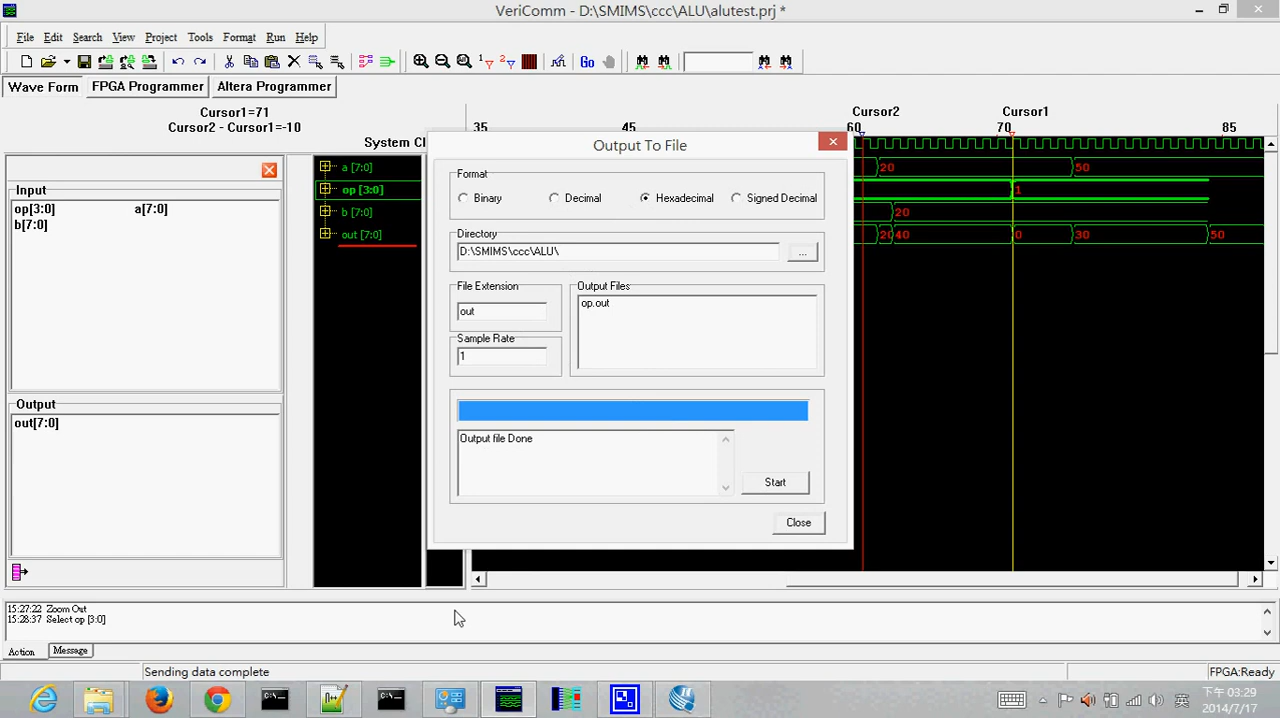 VeriComm - D:\SMIMS\ccc\ALU\alutest.prj *
File Edit Search View Project Tools Format Run Help
Go
Wave Form FPGA Programmer Altera Programmer
Cursor1=71
Cursor2 - Cursor1=-10
Cursor2 Cursor1
System Cl 35 45 60 70 85
Output To File
Input
op[3:0] a[7:0]
b[7:0]
Output
out[7:0]
a [7:0]
op [3:0]
b [7:0]
out [7:0]
Format
Binary Decimal Hexadecimal Signed Decimal
Directory
D:\SMIMS\ccc\ALU\
...
File Extension
out
Output Files
op.out
Sample Rate
1
Output file Done
Start
Close
20 50
1
20
20 40 0 30 50
15:27:22 Zoom Out
15:28:37 Select op [3:0]
Action Message
Sending data complete
FPGA:Ready
英
下午 03:29
2014/7/17